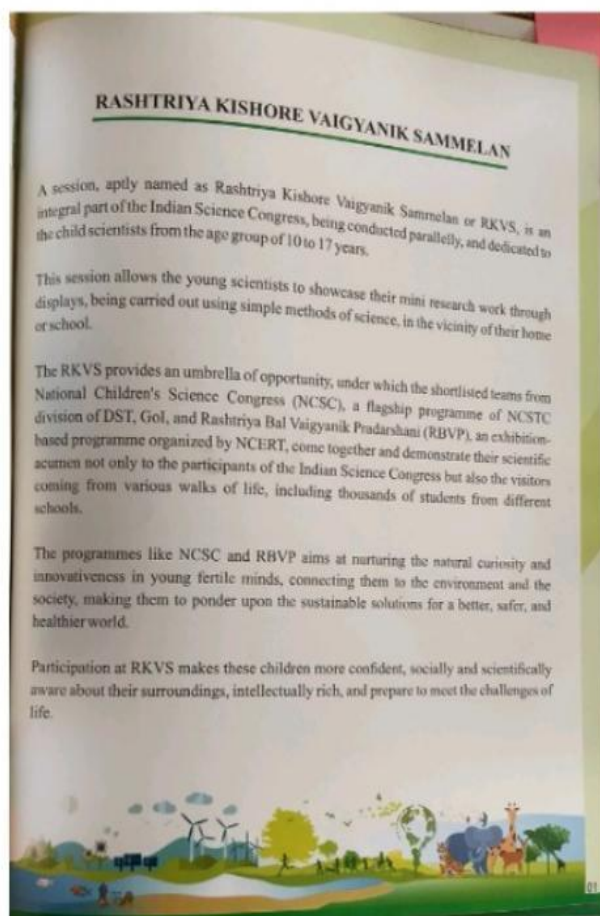 RASHTRIYA KISHORE VAIGYANIK SAMMELAN
A session, aptly named as Rashtriya Kishore Vaigyanik Sammelan or RKVS, is an
integral part of the Indian Science Congress, being conducted parallelly, and dedicated to
the child scientists from the age group of 10 to 17 years.
This session allows the young scientists to showcase their mini research work through
displays, being carried out using simple methods of science, in the vicinity of their home
or school.
The RKVS provides an umbrella of opportunity, under which the shortlisted teams from
National Children's Science Congress (NCSC), a flagship programme of NCSTC
division of DST, GoI, and Rashtriya Bal Vaigyanik Pradarshani (RBVP), an exhibition-
based programme organized by NCERT, come together and demonstrate their scientific
acumen not only to the participants of the Indian Science Congress but also the visitors
coming from various walks of life, including thousands of students from different
schools.
The programmes like NCSC and RBVP aims at nurturing the natural curiosity and
innovativeness in young fertile minds, connecting them to the environment and the
society, making them to ponder upon the sustainable solutions for a better, safer, and
healthier world.
Participation at RKVS makes these children more confident, socially and scientifically
aware about their surroundings, intellectually rich, and prepare to meet the challenges of
life.
01